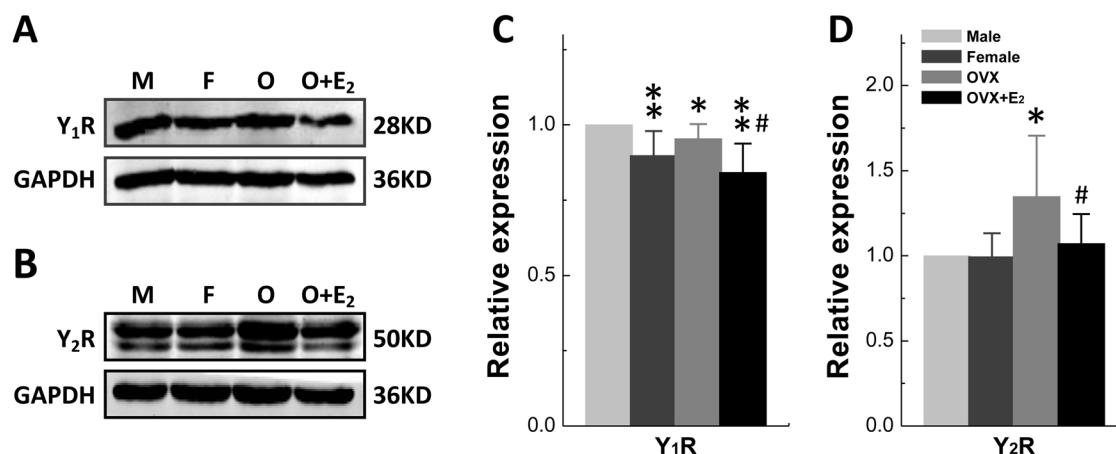 A
M F O O+E₂
Y₁R 28KD
GAPDH 36KD
B
M F O O+E₂
Y₂R 50KD
GAPDH 36KD
C
Relative expression
1.0
0.5
0.0
** * ** #
Y₁R
D
Male
Female
OVX
OVX+E₂
Relative expression
2.0
1.5
1.0
0.5
0.0
* #
Y₂R